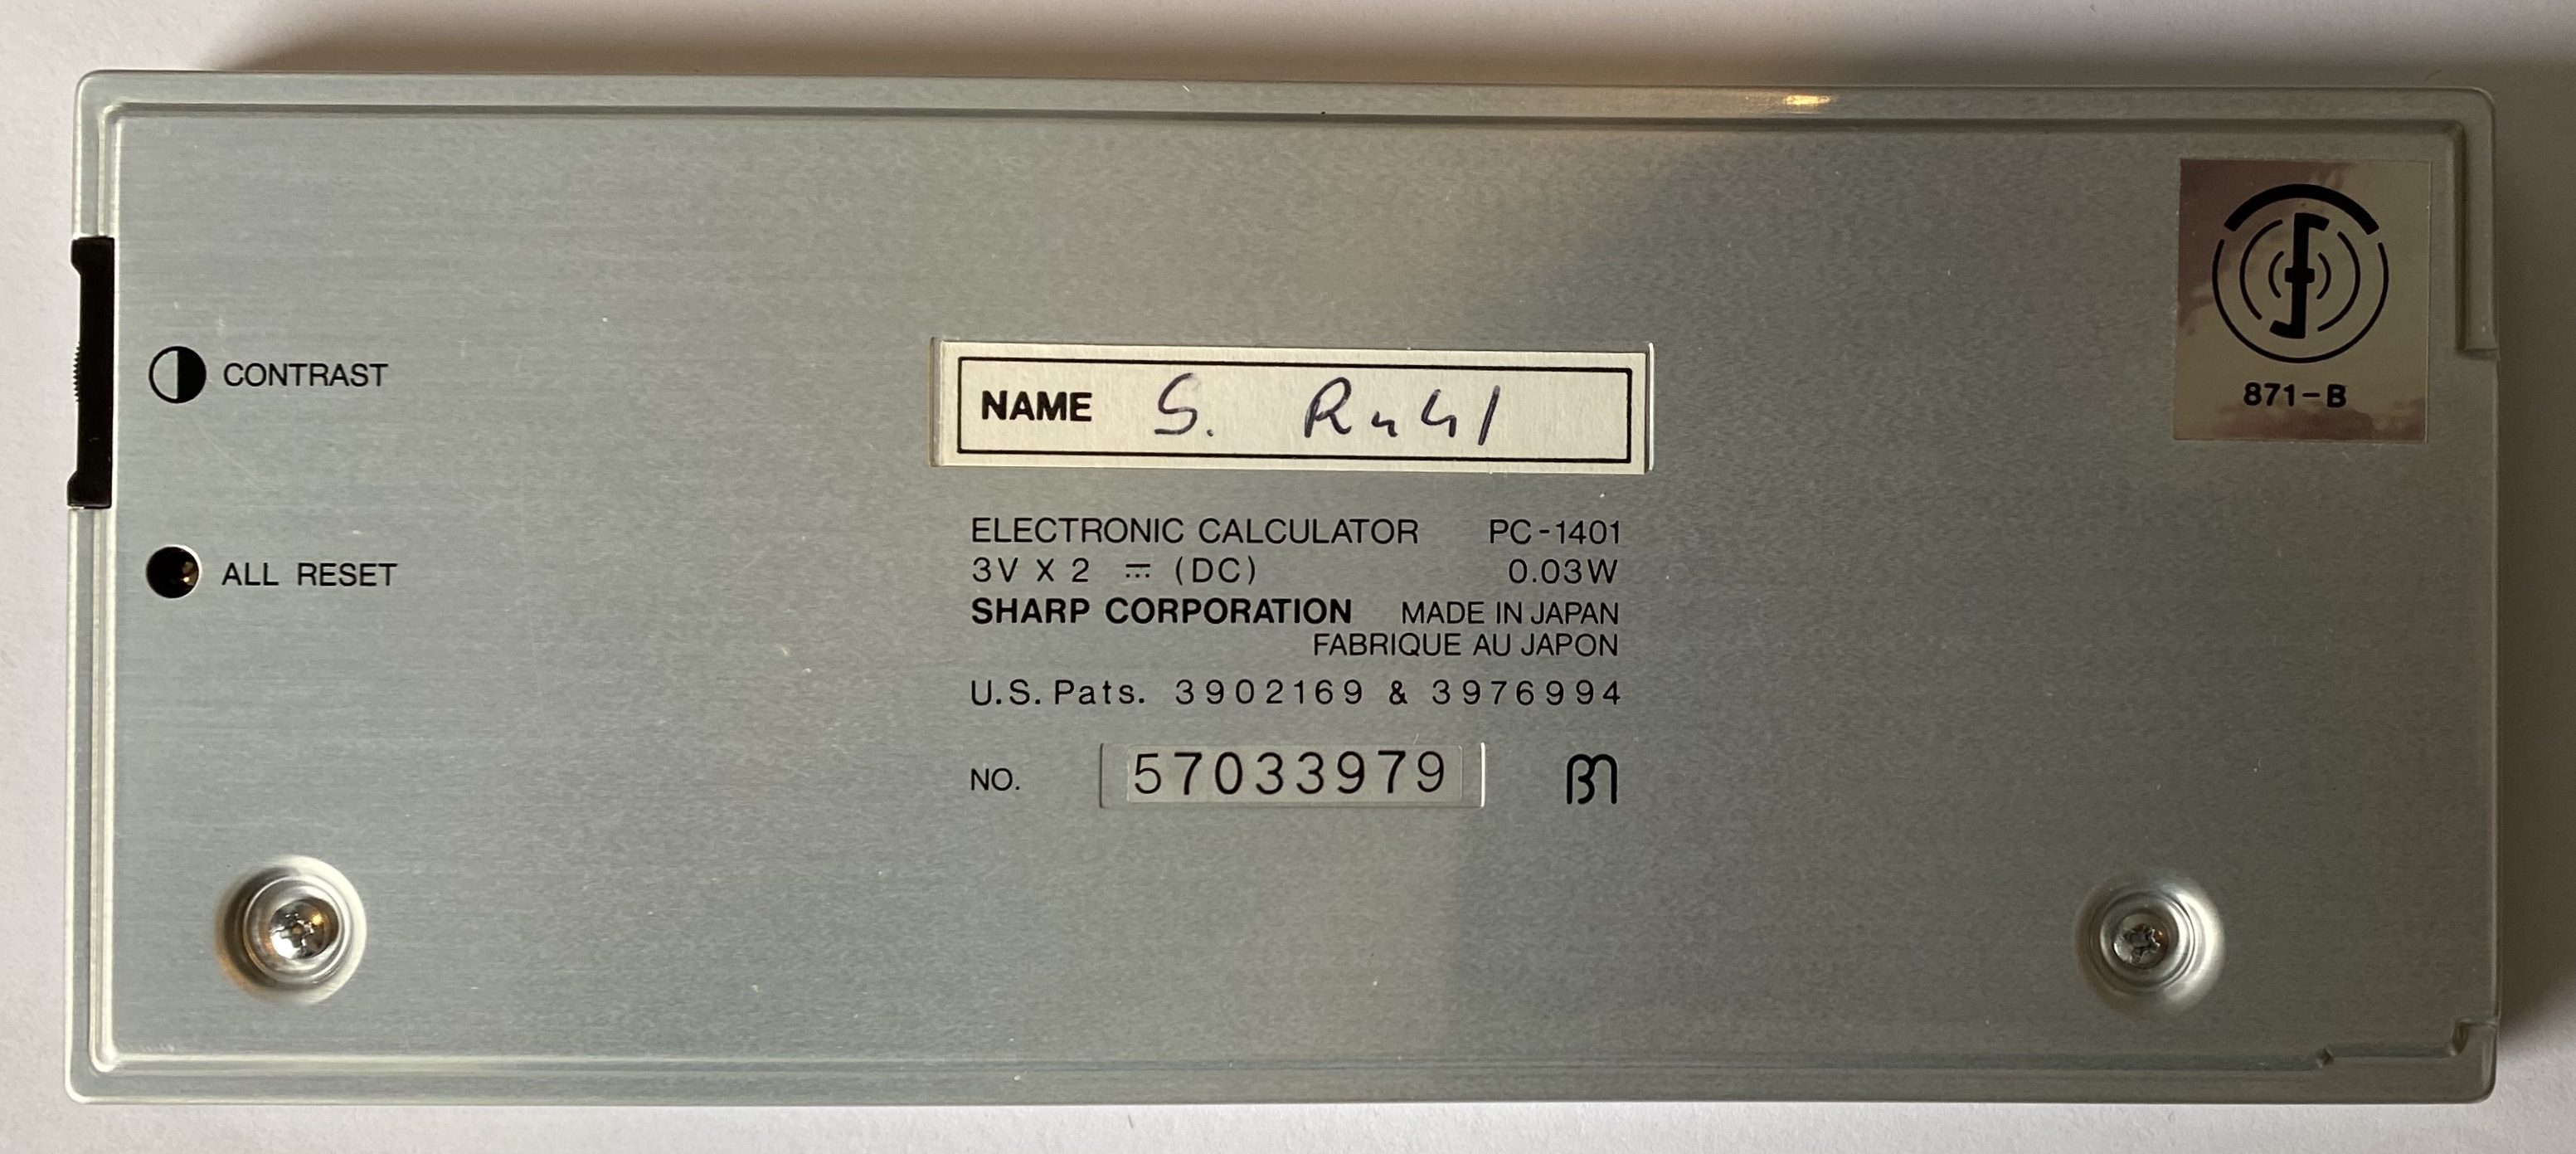 871-B
CONTRAST
NAME S. Ruhl
ELECTRONIC CALCULATOR PC-1401
3V X 2 ⎓ (DC) 0.03W
ALL RESET
SHARP CORPORATION MADE IN JAPAN
FABRIQUE AU JAPON
U.S. Pats. 3902169 & 3976994
NO. 57033979